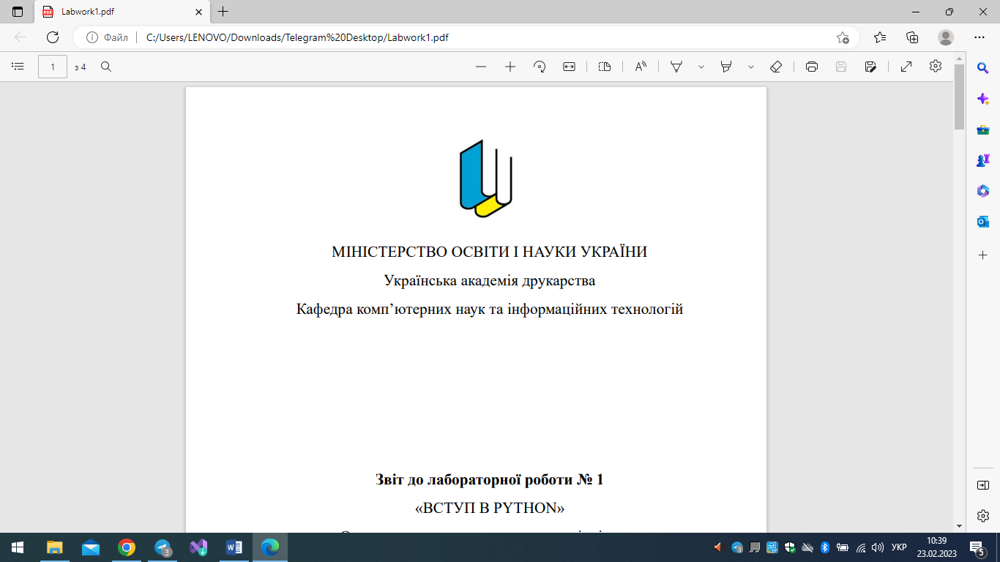 Labwork1.pdf
Файл
C:/Users/LENOVO/Downloads/Telegram%20Desktop/Labwork1.pdf
1 з 4
МІНІСТЕРСТВО ОСВІТИ І НАУКИ УКРАЇНИ
Українська академія друкарства
Кафедра комп’ютерних наук та інформаційних технологій
Звіт до лабораторної роботи № 1
«ВСТУП В PYTHON»
3
3
УКР
10:39
23.02.2023
5